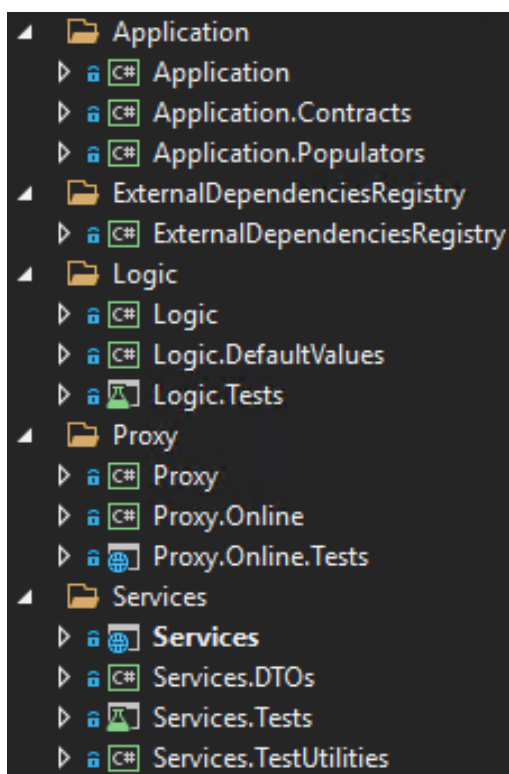 Application
C# Application
C# Application.Contracts
C# Application.Populators
ExternalDependenciesRegistry
C# ExternalDependenciesRegistry
Logic
C# Logic
C# Logic.DefaultValues
Logic.Tests
Proxy
C# Proxy
C# Proxy.Online
Proxy.Online.Tests
Services
Services
C# Services.DTOs
Services.Tests
C# Services.TestUtilities